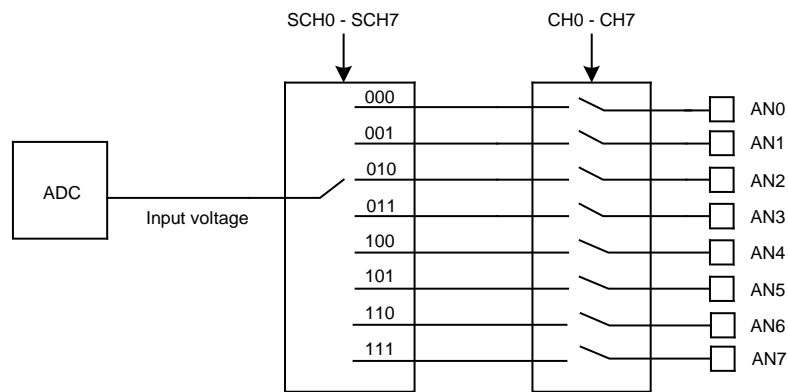 SCH0 - SCH7 CH0 - CH7
000 AN0
001 AN1
010 AN2
ADC
Input voltage
011 AN3
100 AN4
101 AN5
110 AN6
111 AN7